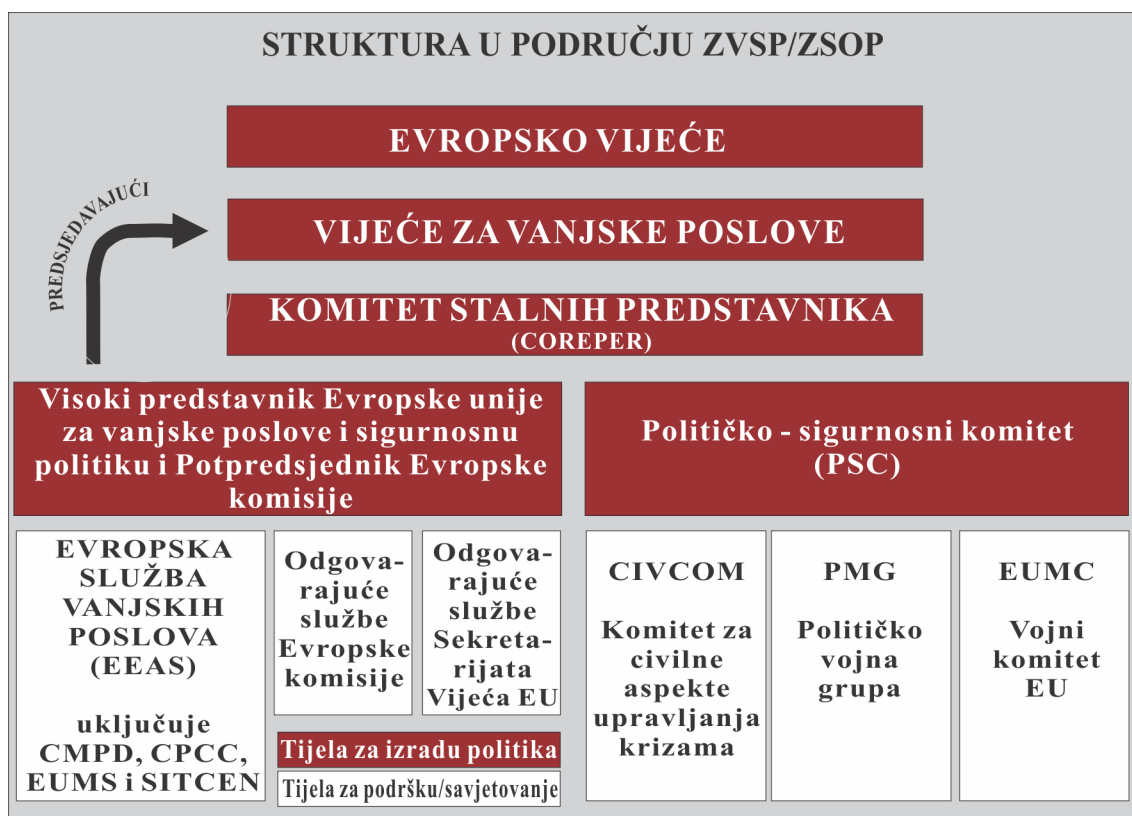 STRUKTURA U PODRUČJU ZVSP/ZSOP
EVROPSKO VIJEĆE
PREDSJEDAVAJUĆI
VIJEĆE ZA VANJSKE POSLOVE
KOMITET STALNIH PREDSTAVNIKA
(COREPER)
Visoki predstavnik Evropske unije
za vanjske poslove i sigurnosnu
politiku i Potpredsjednik Evropske
komisije
Političko - sigurnosni komitet
(PSC)
EVROPSKA
SLUŽBA
VANJSKIH
POSLOVA
(EEAS)
uključuje
CMPD, CPCC,
EUMS i SITCEN
Odgova-
rajuće
službe
Evropske
komisije
Odgova-
rajuće
službe
Sekreta-
rijata
Vijeća EU
Tijela za izradu politika
Tijela za podršku/savjetovanje
CIVCOM
Komitet za
civilne
aspekte
upravljanja
krizama
PMG
Političko
vojna
grupa
EUMC
Vojni
komitet
EU